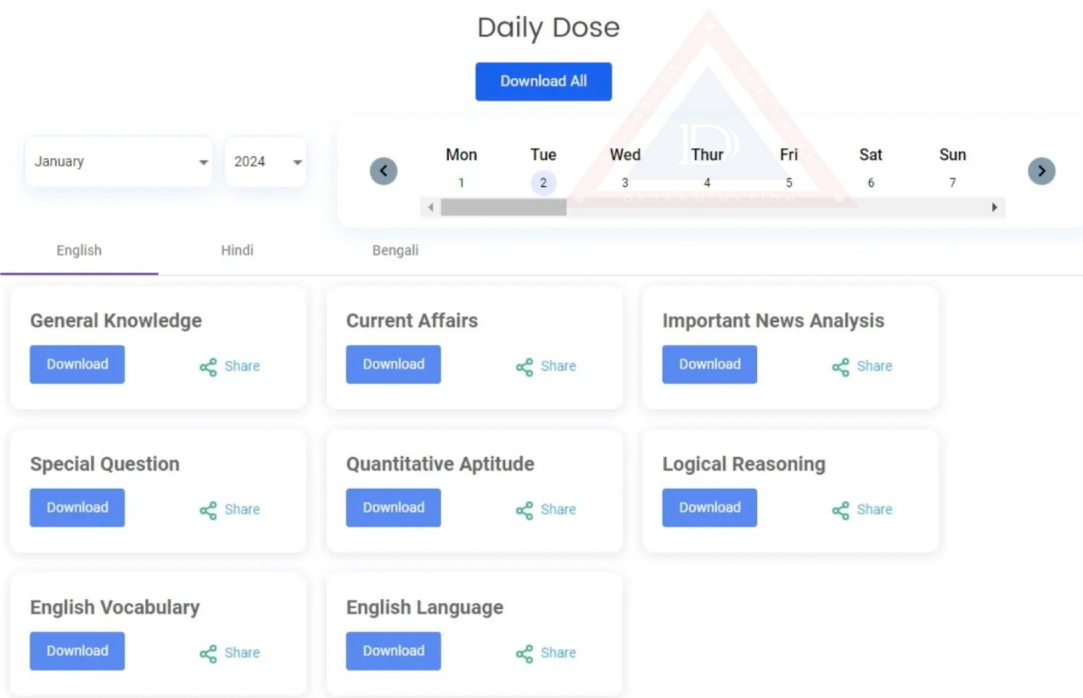 Daily Dose
Download All
January 2024
Mon Tue Wed Thur Fri Sat Sun
1 2 3 4 5 6 7
DETERMINATION
English Hindi Bengali
General Knowledge Current Affairs Important News Analysis
Download Share Download Share Download Share
Special Question Quantitative Aptitude Logical Reasoning
Download Share Download Share Download Share
English Vocabulary English Language
Download Share Download Share